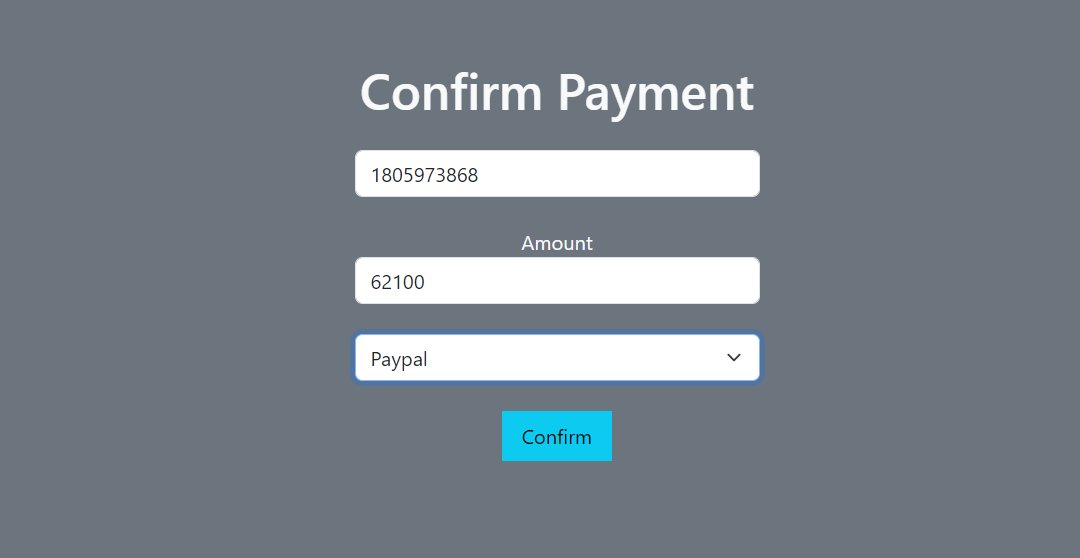 Confirm Payment
1805973868
Amount
62100
Paypal
Confirm